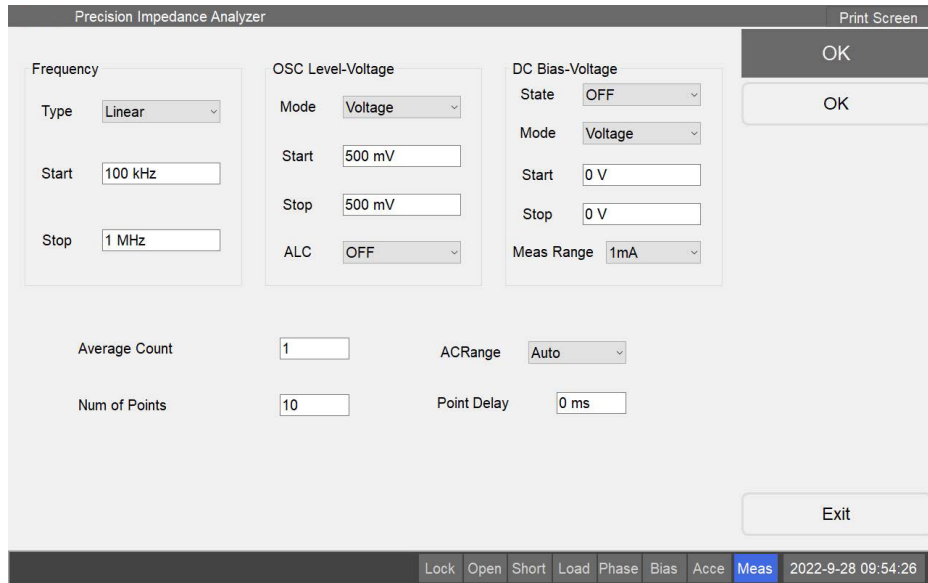 Precision Impedance Analyzer
Print Screen
Frequency
Type Linear
Start 100 kHz
Stop 1 MHz
OSC Level-Voltage
Mode Voltage
Start 500 mV
Stop 500 mV
ALC OFF
DC Bias-Voltage
State OFF
Mode Voltage
Start 0 V
Stop 0 V
Meas Range 1mA
OK
OK
Average Count 1
ACRange Auto
Num of Points 10
Point Delay 0 ms
Exit
Lock Open Short Load Phase Bias Acce Meas 2022-9-28 09:54:26